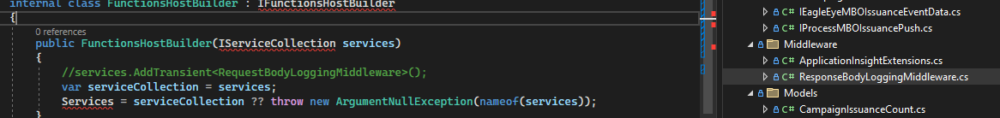 internal class FunctionsHostBuilder : IFunctionsHostBuilder
{
0 references
public FunctionsHostBuilder(IServiceCollection services)
{
//services.AddTransient<RequestBodyLoggingMiddleware>();
var serviceCollection = services;
Services = serviceCollection ?? throw new ArgumentNullException(nameof(services));
}
C# IEagleEyeMBOIssuanceEventData.cs
C# IProcessMBOIssuancePush.cs
Middleware
C# ApplicationInsightExtensions.cs
C# ResponseBodyLoggingMiddleware.cs
Models
C# CampaignIssuanceCount.cs